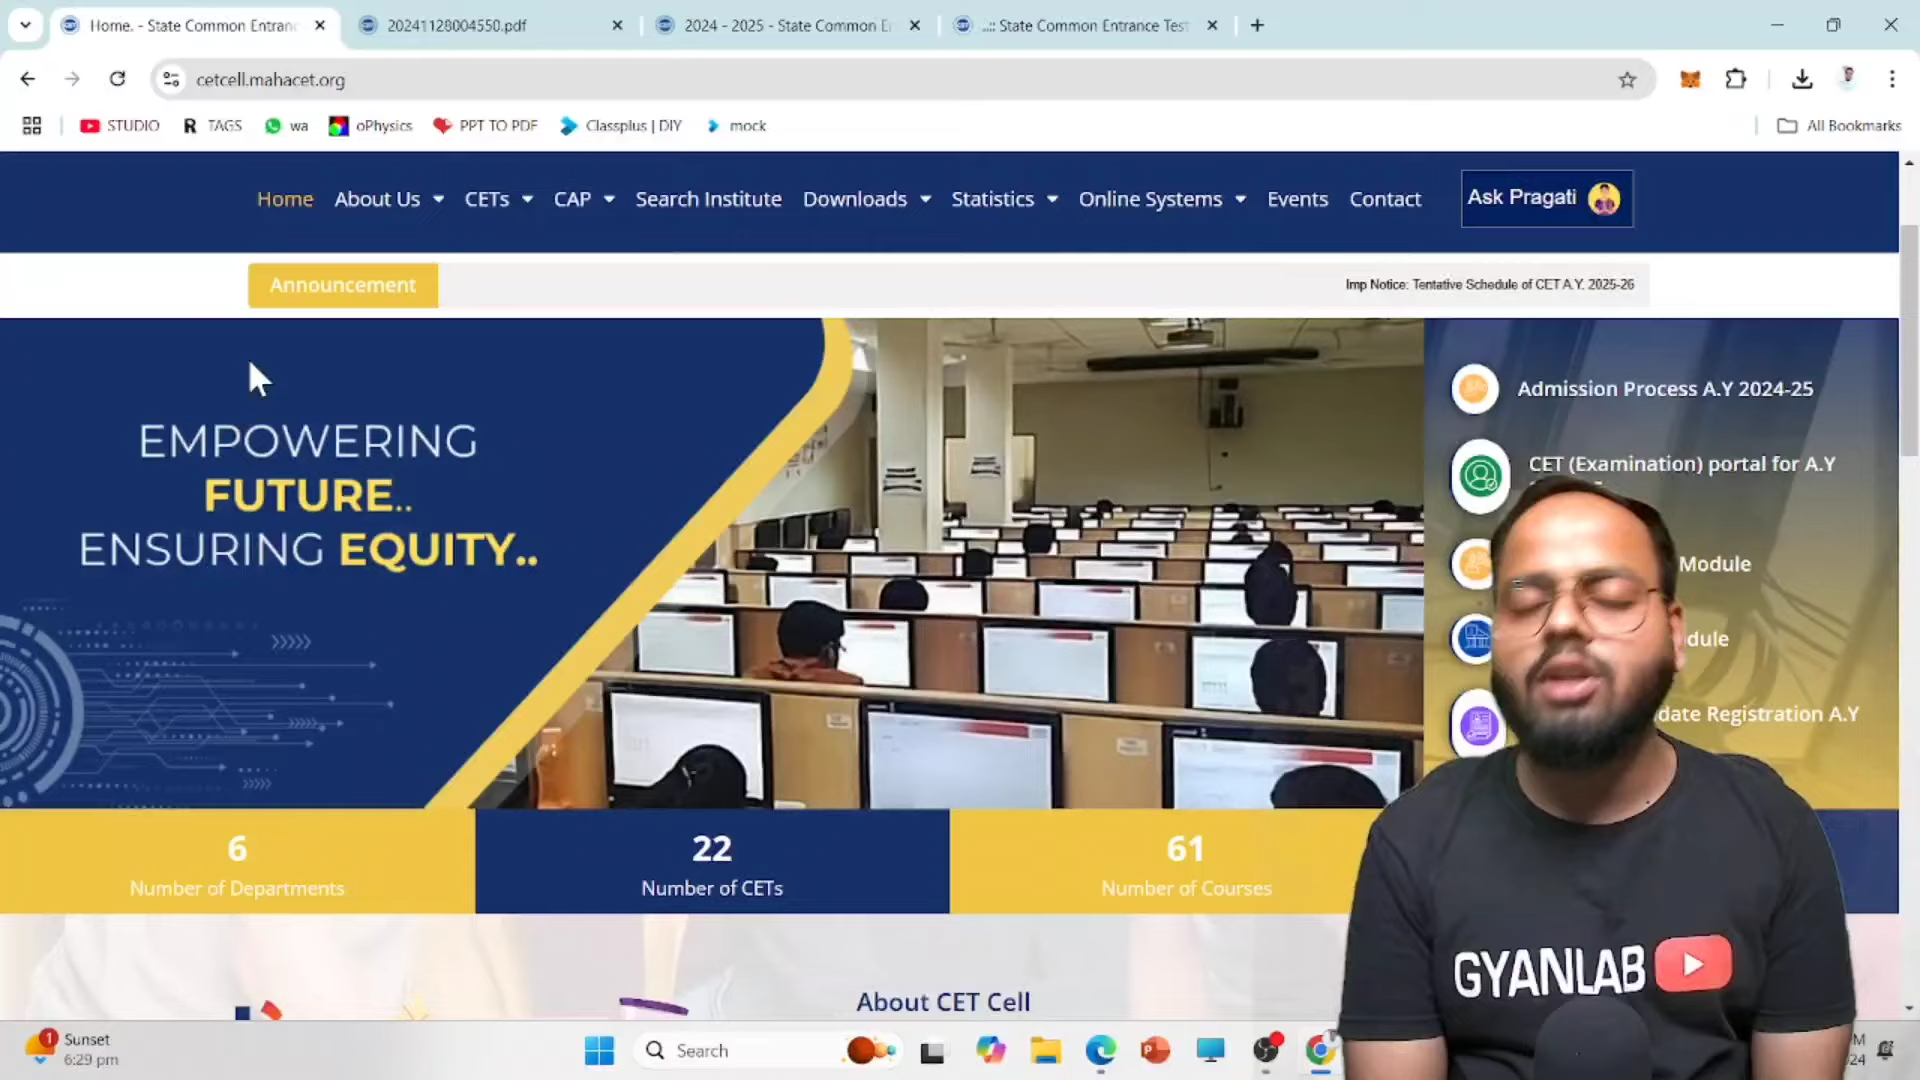 Home. - State Common Entran
20241128004550.pdf
2024 - 2025 - State Common E
..:: State Common Entrance Test
cetcell.mahacet.org
STUDIO
R TAGS
wa
oPhysics
PPT TO PDF
Classplus | DIY
mock
All Bookmarks
Home
About Us
CETs
CAP
Search Institute
Downloads
Statistics
Online Systems
Events
Contact
Ask Pragati
Announcement
Imp Notice: Tentative Schedule of CET A.Y. 2025-26
EMPOWERING
FUTURE..
ENSURING EQUITY..
Admission Process A.Y 2024-25
CET (Examination) portal for A.Y
Module
dule
date Registration A.Y
6
Number of Departments
22
Number of CETs
61
Number of Courses
About CET Cell
GYANLAB
1
Sunset
6:29 pm
Search
M
24